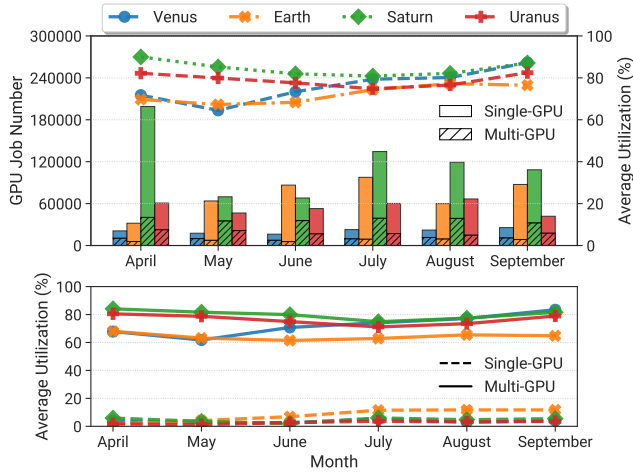 Venus Earth Saturn Uranus
300000
240000
180000
120000
60000
0
GPU Job Number
100
80
60
40
20
0
Average Utilization (%)
Single-GPU
Multi-GPU
April May June July August September
100
80
60
40
20
0
Average Utilization (%)
Single-GPU
Multi-GPU
April May June July August September
Month